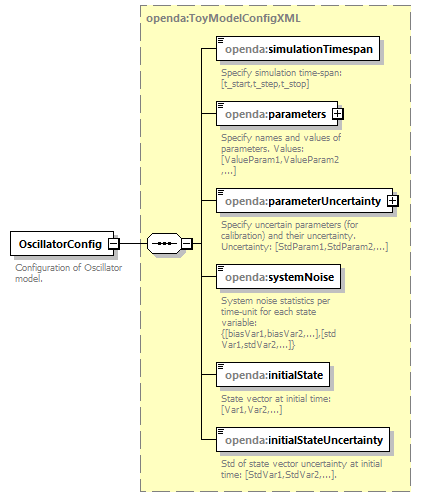 openda:ToyModelConfigXML
openda:simulationTimespan
Specify simulation time-span:
[t_start,t_step,t_stop]
openda:parameters
Specify names and values of
parameters. Values:
[ValueParam1,ValueParam2
,...]
openda:parameterUncertainty
Specify uncertain parameters (for
calibration) and their uncertainty.
Uncertainty: [StdParam1,StdParam2,...]
OscillatorConfig
Configuration of Oscillator
model.
openda:systemNoise
System noise statistics per
time-unit for each state
variable:
{[biasVar1,biasVar2,...],[std
Var1,stdVar2,...]}
openda:initialState
State vector at initial time:
[Var1,Var2,...]
openda:initialStateUncertainty
Std of state vector uncertainty at initial
time: [StdVar1,StdVar2,...].